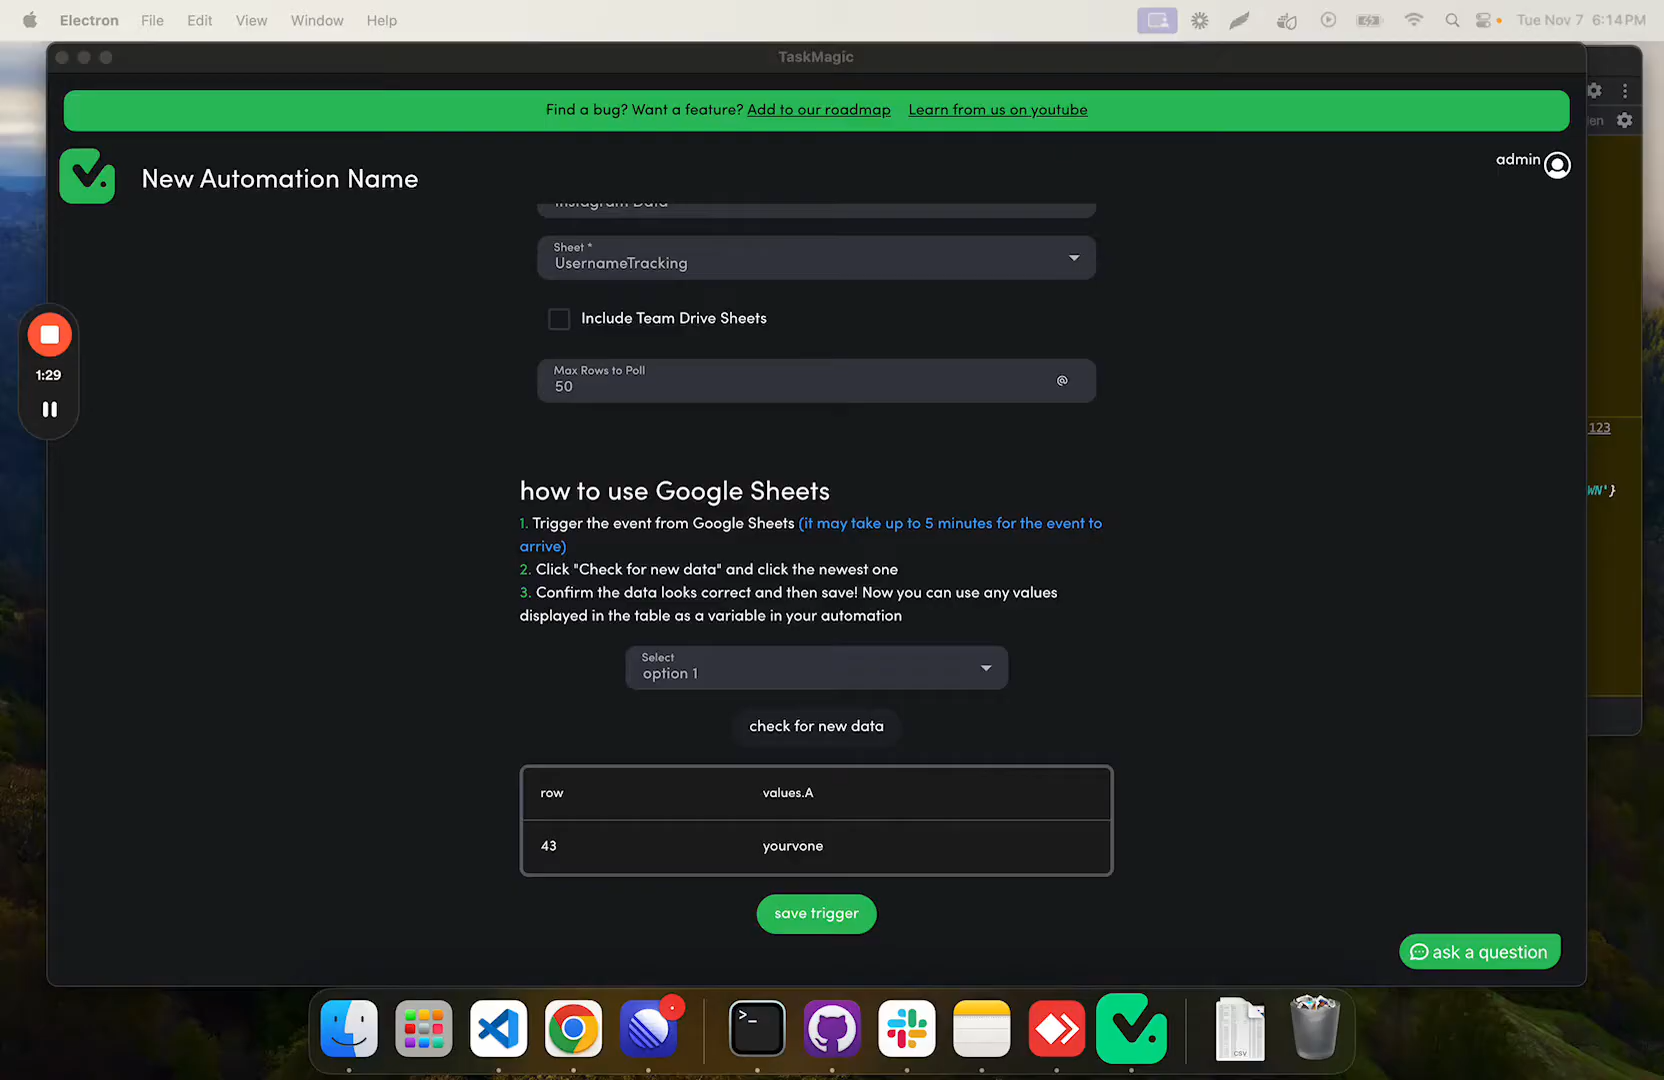 Electron File Edit View Window Help Tue Nov 7 6:14 PM
TaskMagic
Find a bug? Want a feature? Add to our roadmap Learn from us on youtube
New Automation Name
admin
Instagram Data
Sheet *
UsernameTracking
Include Team Drive Sheets
1:29
Max Rows to Poll
50 @
123
how to use Google Sheets
WN'}
1. Trigger the event from Google Sheets (it may take up to 5 minutes for the event to
arrive)
2. Click "Check for new data" and click the newest one
3. Confirm the data looks correct and then save! Now you can use any values
displayed in the table as a variable in your automation
Select
option 1
check for new data
row values.A
43 yourvone
save trigger
ask a question
>_
CSV